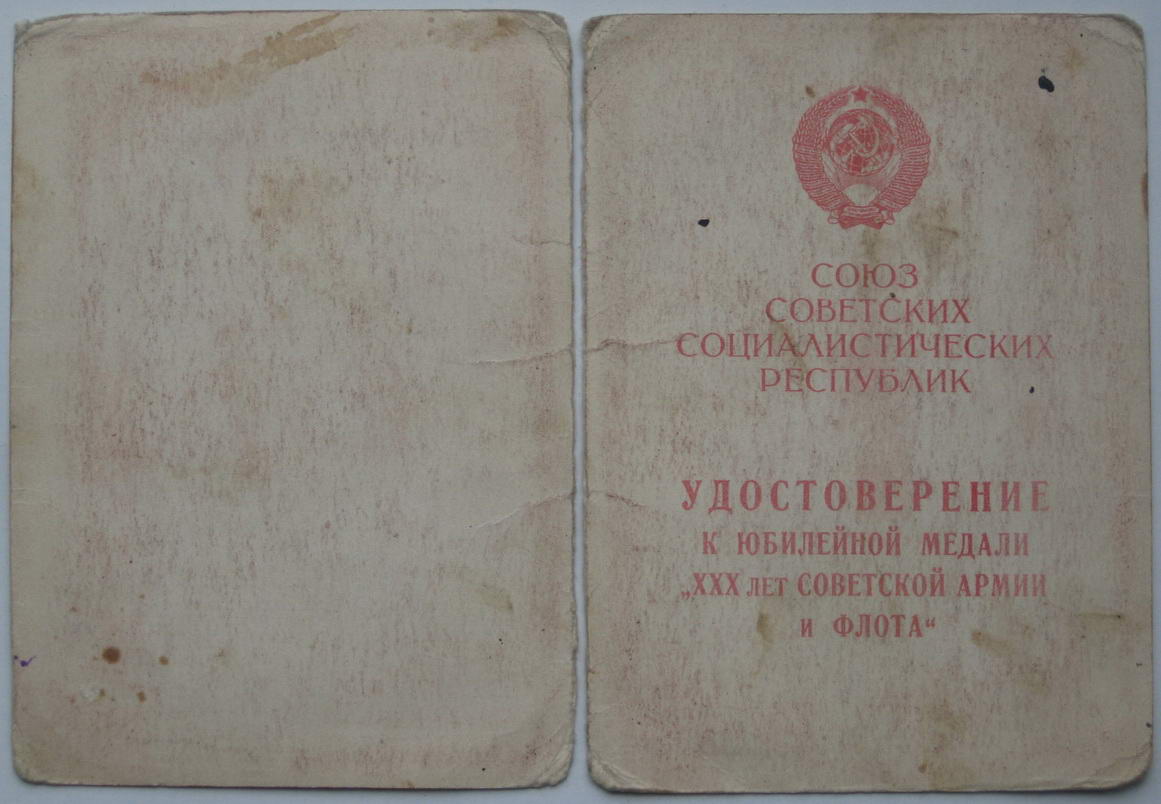 СОЮЗ
СОВЕТСКИХ
СОЦИАЛИСТИЧЕСКИХ
РЕСПУБЛИК
УДОСТОВЕРЕНИЕ
К ЮБИЛЕЙНОЙ МЕДАЛИ
„XXX ЛЕТ СОВЕТСКОЙ АРМИИ
И ФЛОТА“